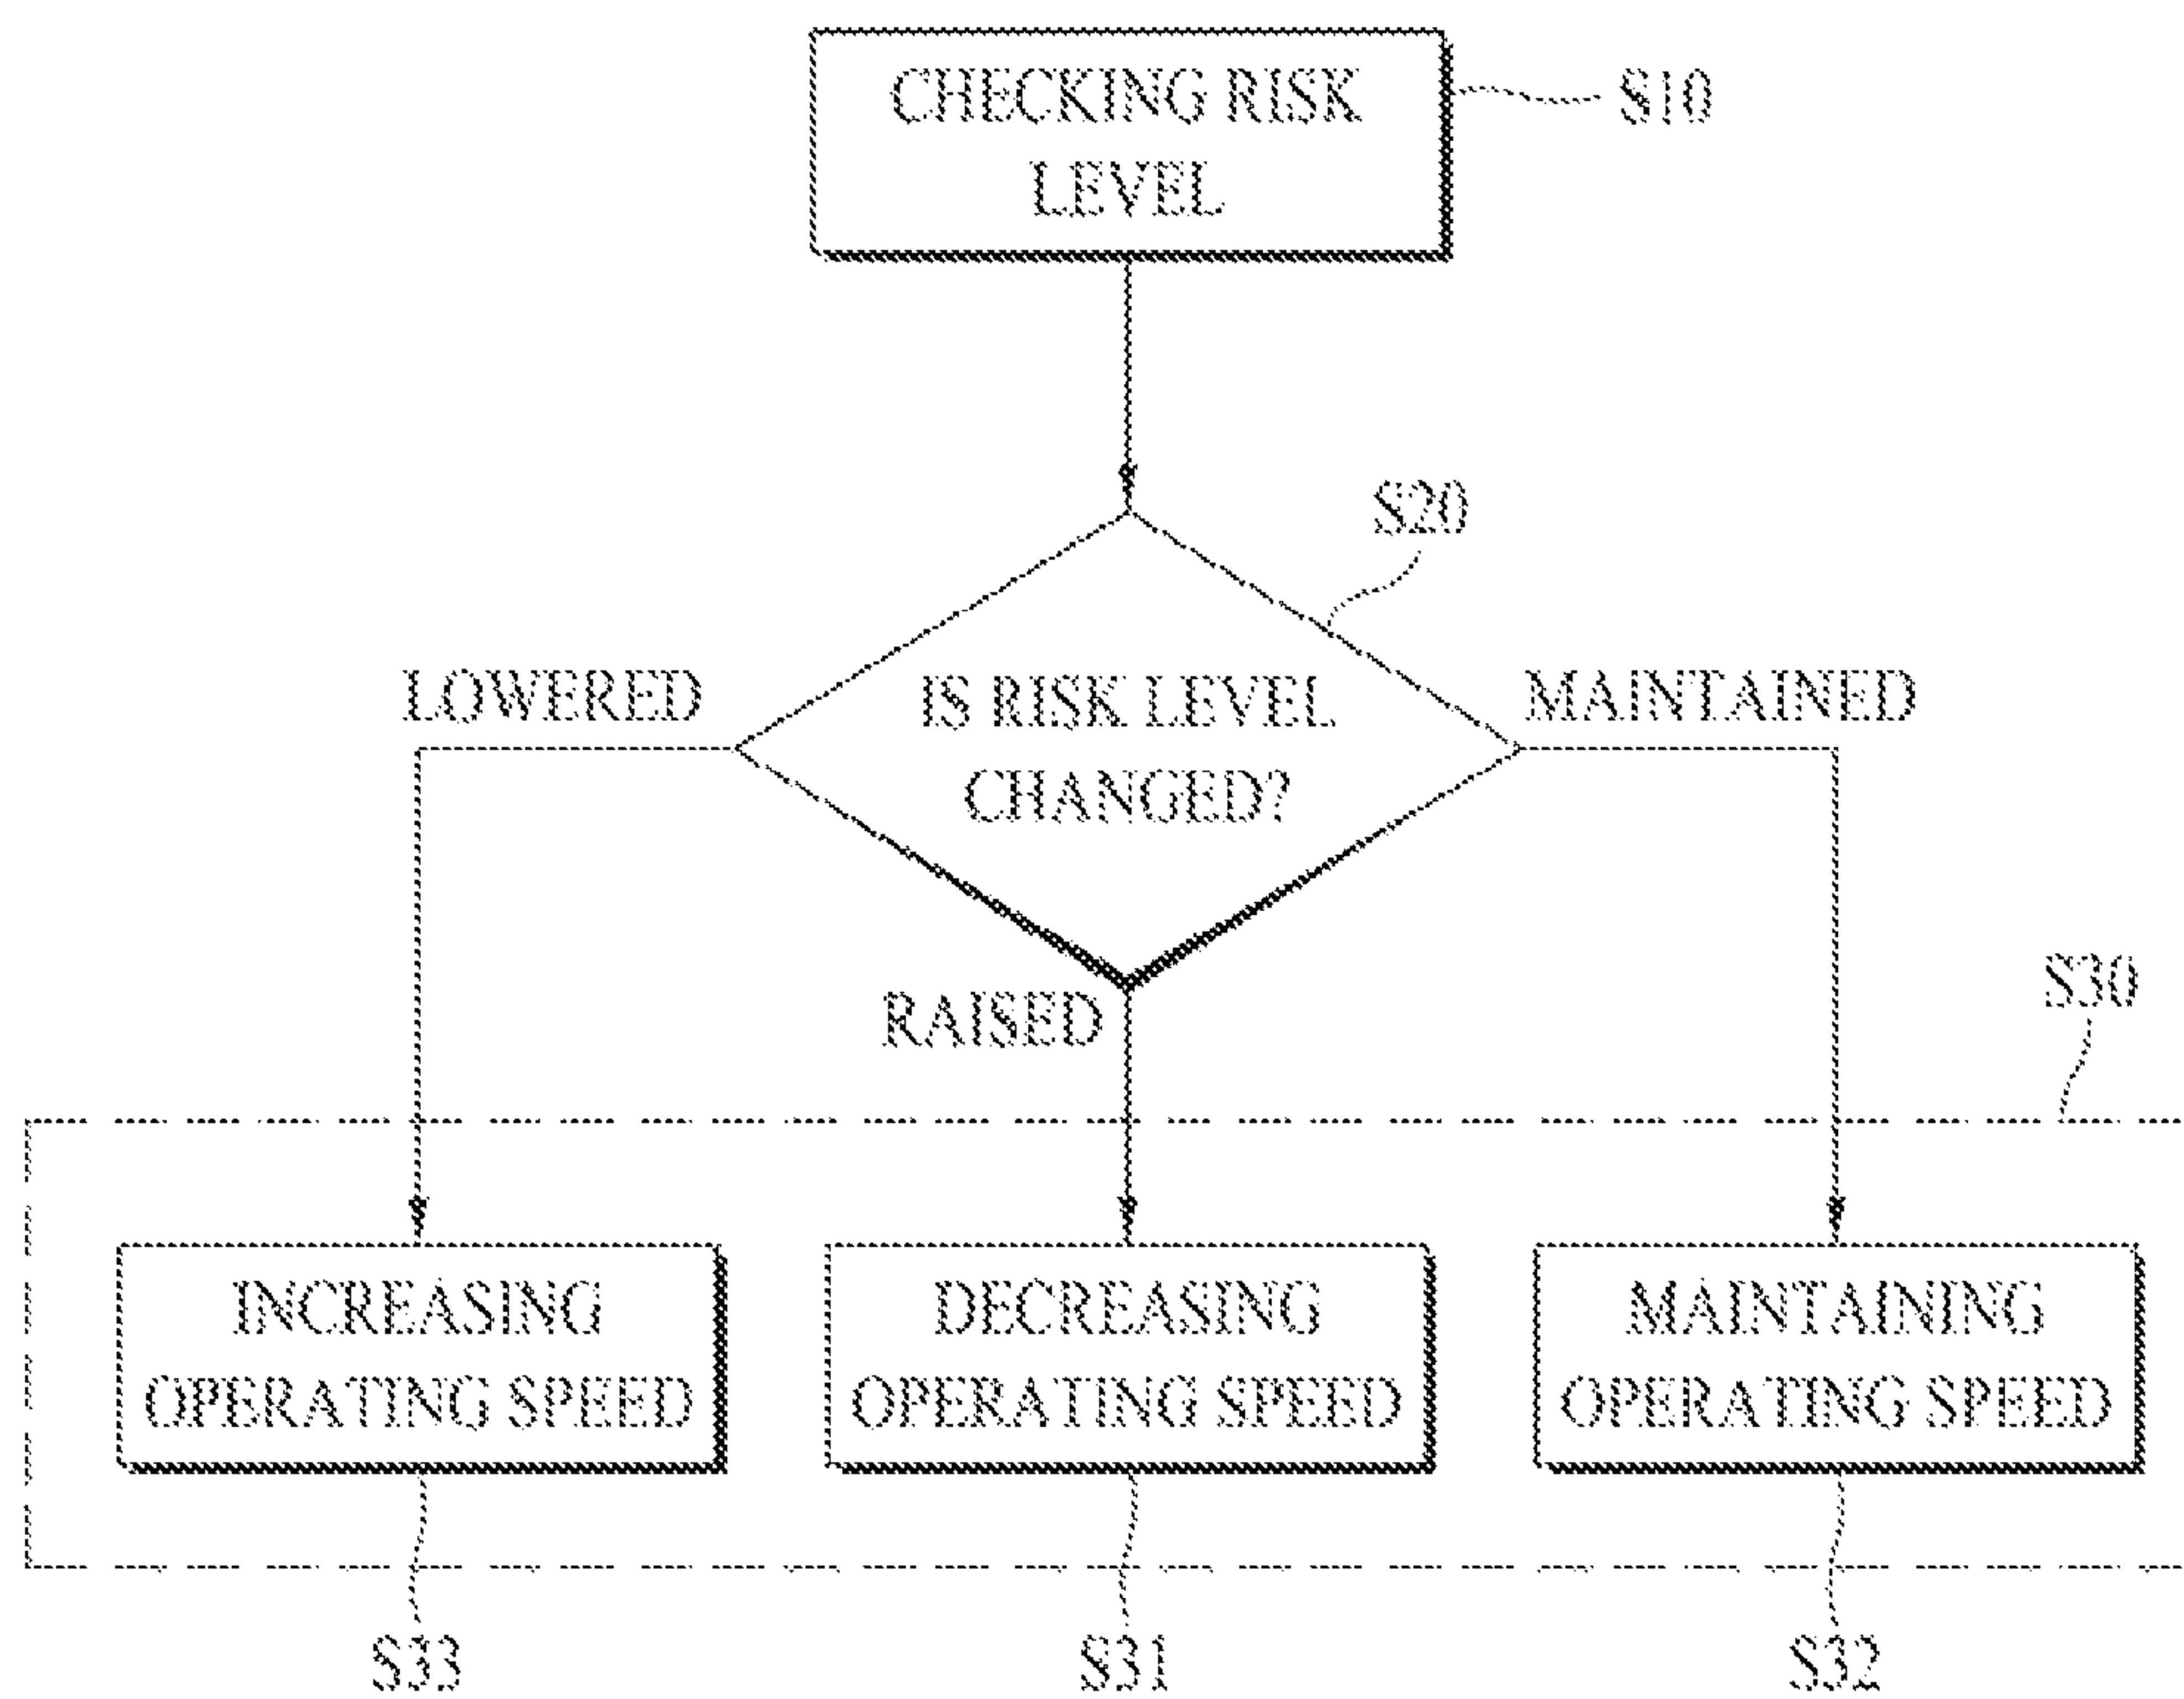 CHECKING RISK
LEVEL
S10
S20
LOWERED
IS RISK LEVEL
CHANGED?
MAINTAINED
RAISED
S30
INCREASING
OPERATING SPEED
DECREASING
OPERATING SPEED
MAINTAINING
OPERATING SPEED
S33
S31
S32